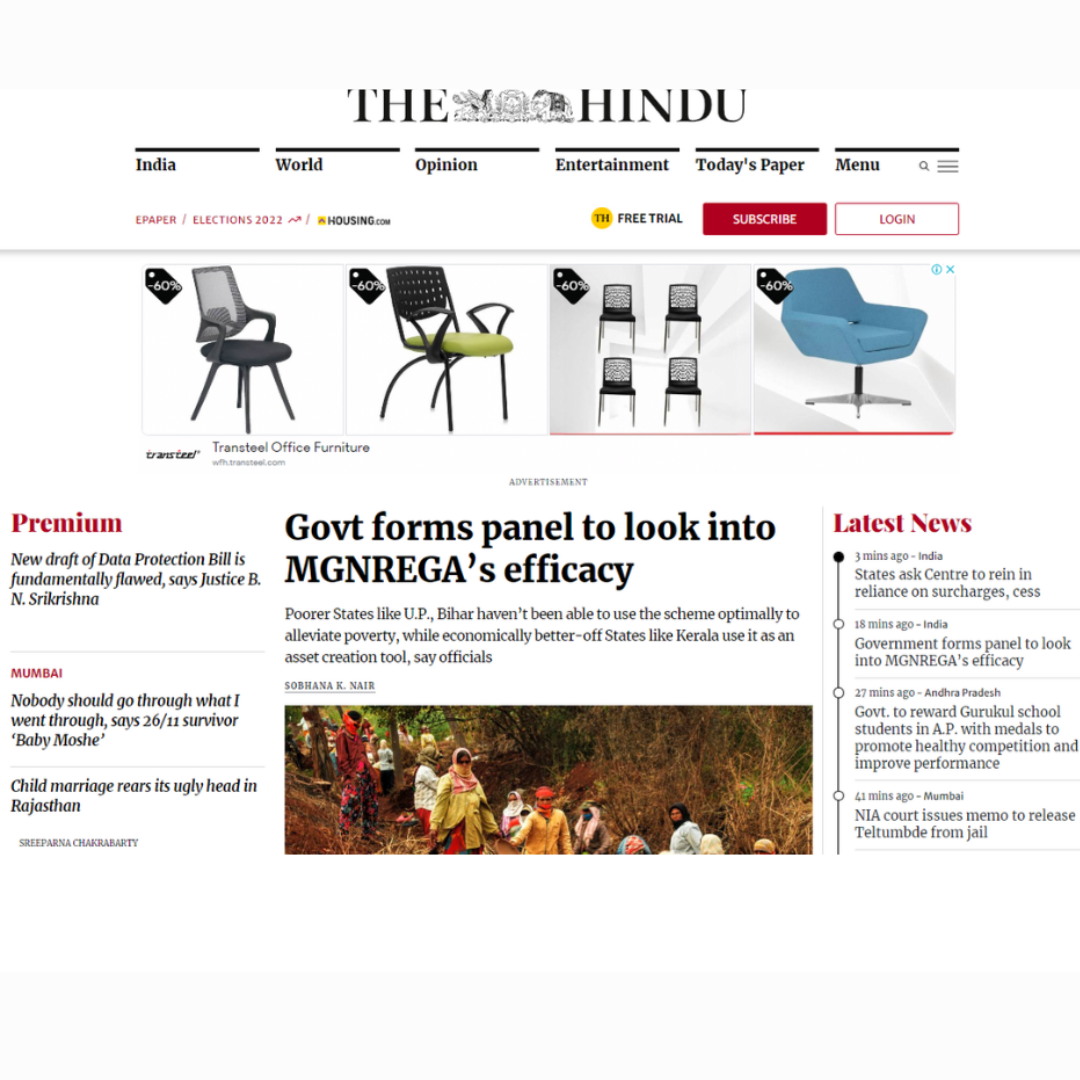 THE HINDU
India
World
Opinion
Entertainment
Today's Paper
Menu
EPAPER / ELECTIONS 2022 / HOUSING.COM
TH FREE TRIAL
SUBSCRIBE
LOGIN
-60%
-60%
-60%
-60%
transteel®
Transteel Office Furniture
wfh.transteel.com
ADVERTISEMENT
Premium
New draft of Data Protection Bill is
fundamentally flawed, says Justice B.
N. Srikrishna
MUMBAI
Nobody should go through what I
went through, says 26/11 survivor
‘Baby Moshe’
Child marriage rears its ugly head in
Rajasthan
SREEPARNA CHAKRABARTY
Govt forms panel to look into
MGNREGA’s efficacy
Poorer States like U.P., Bihar haven’t been able to use the scheme optimally to
alleviate poverty, while economically better-off States like Kerala use it as an
asset creation tool, say officials
SOBHANA K. NAIR
Latest News
3 mins ago - India
States ask Centre to rein in
reliance on surcharges, cess
18 mins ago - India
Government forms panel to look
into MGNREGA’s efficacy
27 mins ago - Andhra Pradesh
Govt. to reward Gurukul school
students in A.P. with medals to
promote healthy competition and
improve performance
41 mins ago - Mumbai
NIA court issues memo to release
Teltumbde from jail